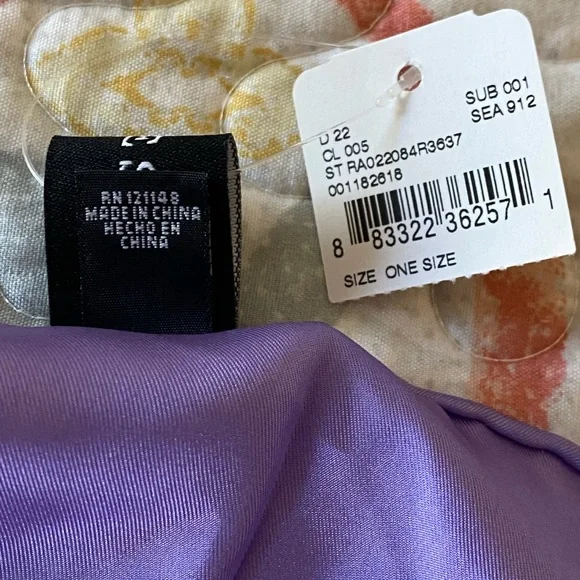 RN 121148
MADE IN CHINA
HECHO EN
CHINA
SUB 001
SEA 912
D 22
CL 005
ST RA022084R3637
001182618
8 83322 36257 1
SIZE ONE SIZE